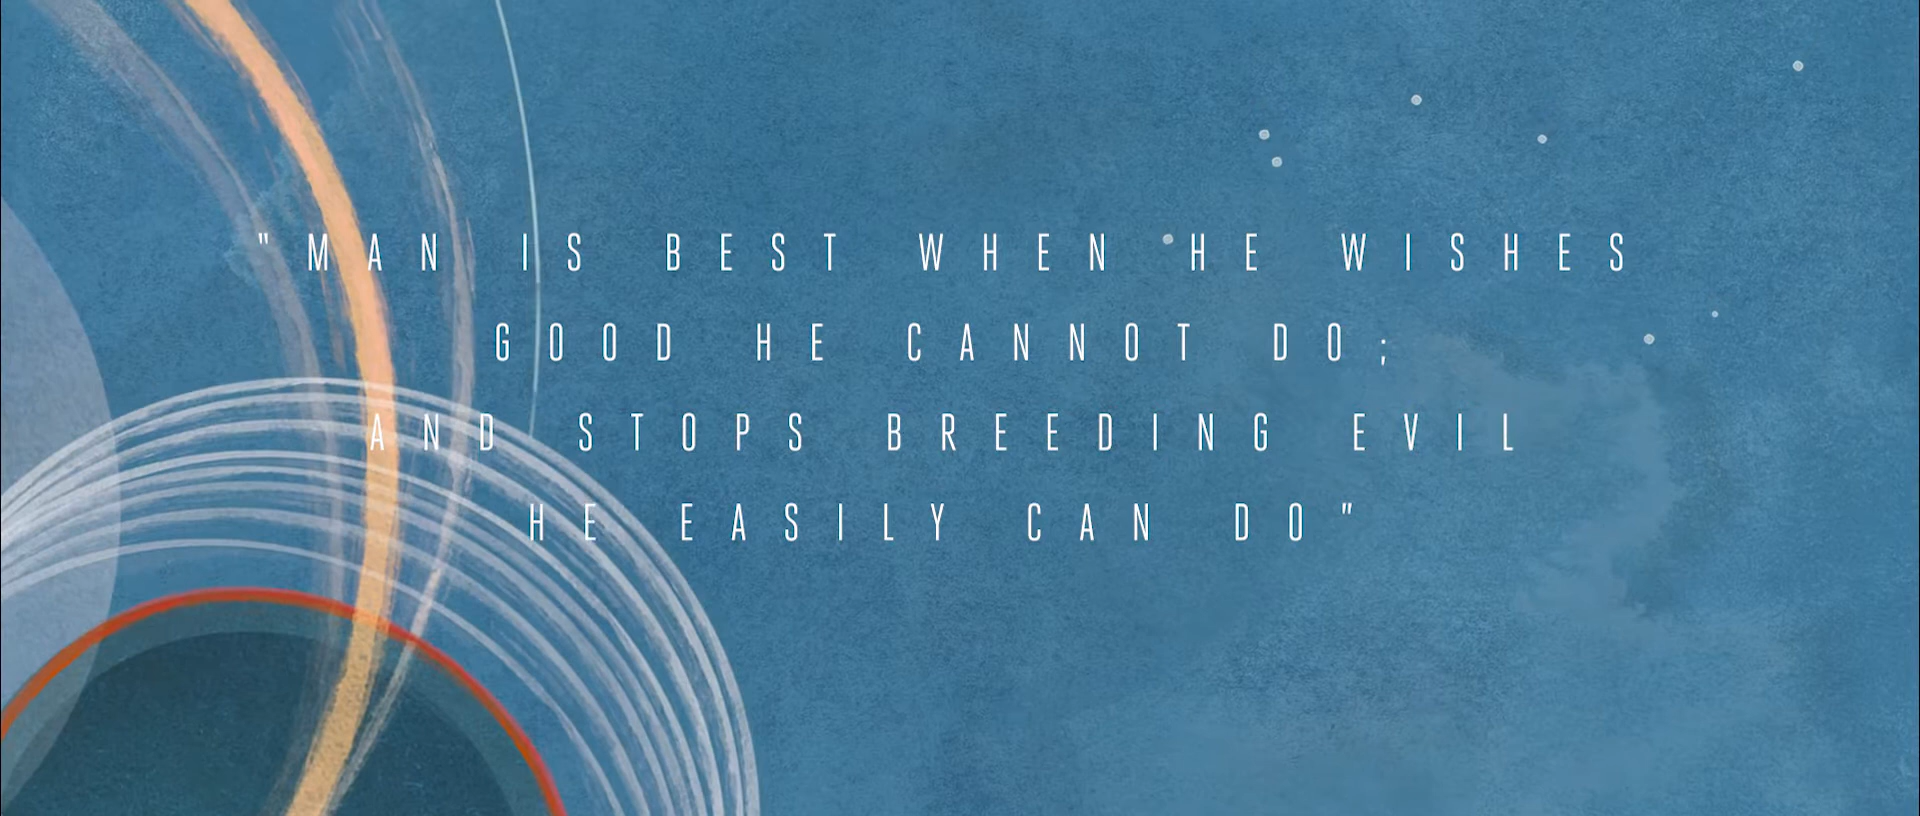 "MAN IS BEST WHEN HE WISHES
GOOD HE CANNOT DO;
AND STOPS BREEDING EVIL
HE EASILY CAN DO"